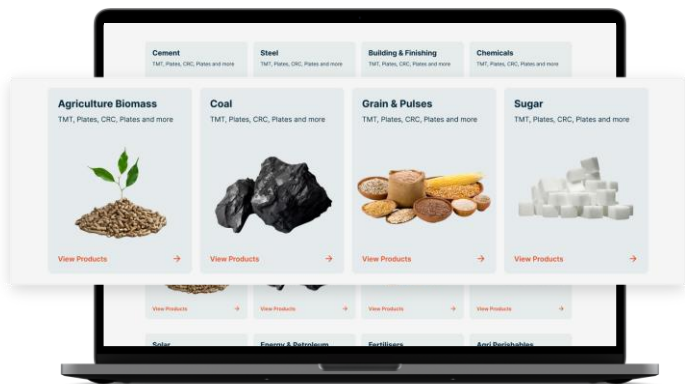 Cement
TMT, Plates, CRC, Plates and more
Steel
TMT, Plates, CRC, Plates and more
Building & Finishing
TMT, Plates, CRC, Plates and more
Chemicals
TMT, Plates, CRC, Plates and more
Agriculture Biomass
TMT, Plates, CRC, Plates and more
View Products
Coal
TMT, Plates, CRC, Plates and more
View Products
Grain & Pulses
TMT, Plates, CRC, Plates and more
View Products
Sugar
TMT, Plates, CRC, Plates and more
View Products
View Products
View Products
View Products
View Products
Solar
Energy & Petroleum
Fertilisers
Agri Perishables